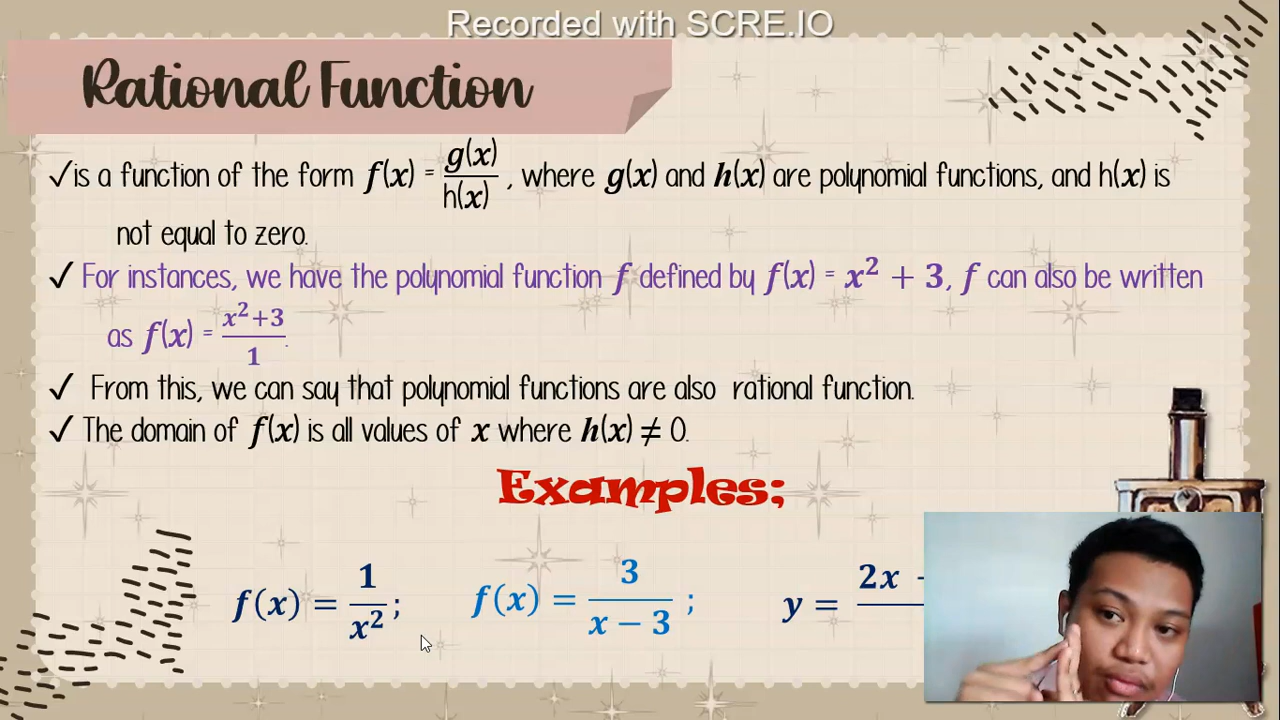 Recorded with SCRE.IO
Rational Function
✓is a function of the form f(x) = g(x)/h(x) , where g(x) and h(x) are polynomial functions, and h(x) is
not equal to zero.
✓ For instances, we have the polynomial function f defined by f(x) = x² + 3, f can also be written
as f(x) = x²+3/1.
✓ From this, we can say that polynomial functions are also rational function.
✓ The domain of f(x) is all values of x where h(x) ≠ 0.
Examples;
f(x) = 1/x² ; f(x) = 3/x − 3 ; y = 2x -